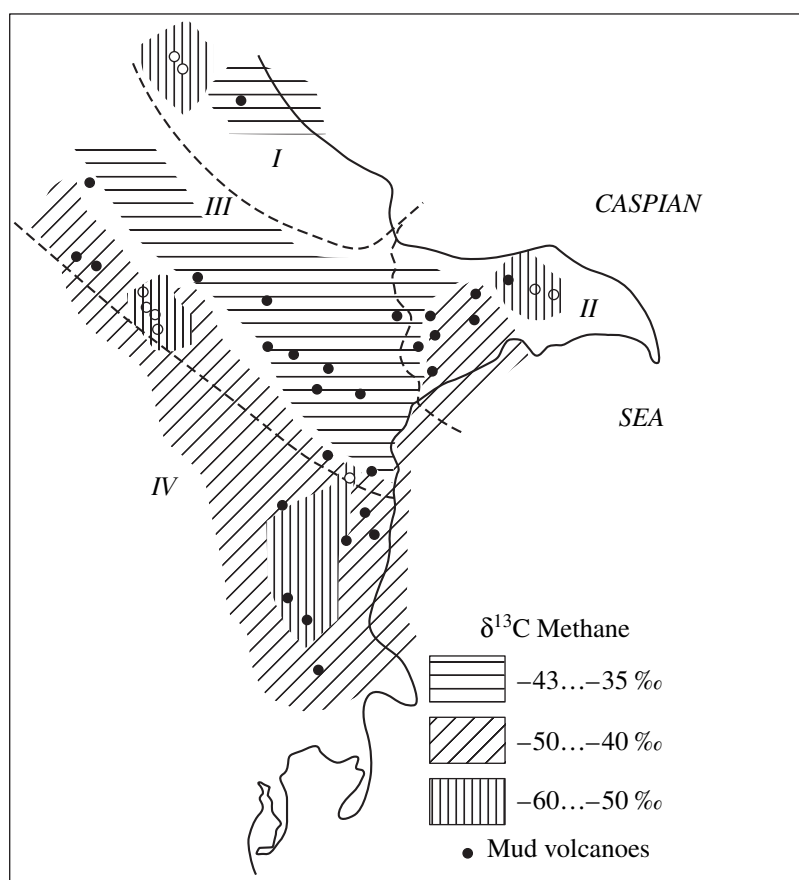 I
III
CASPIAN
II
SEA
IV
δ¹³C Methane
–43…–35 ‰
–50…–40 ‰
–60…–50 ‰
Mud volcanoes